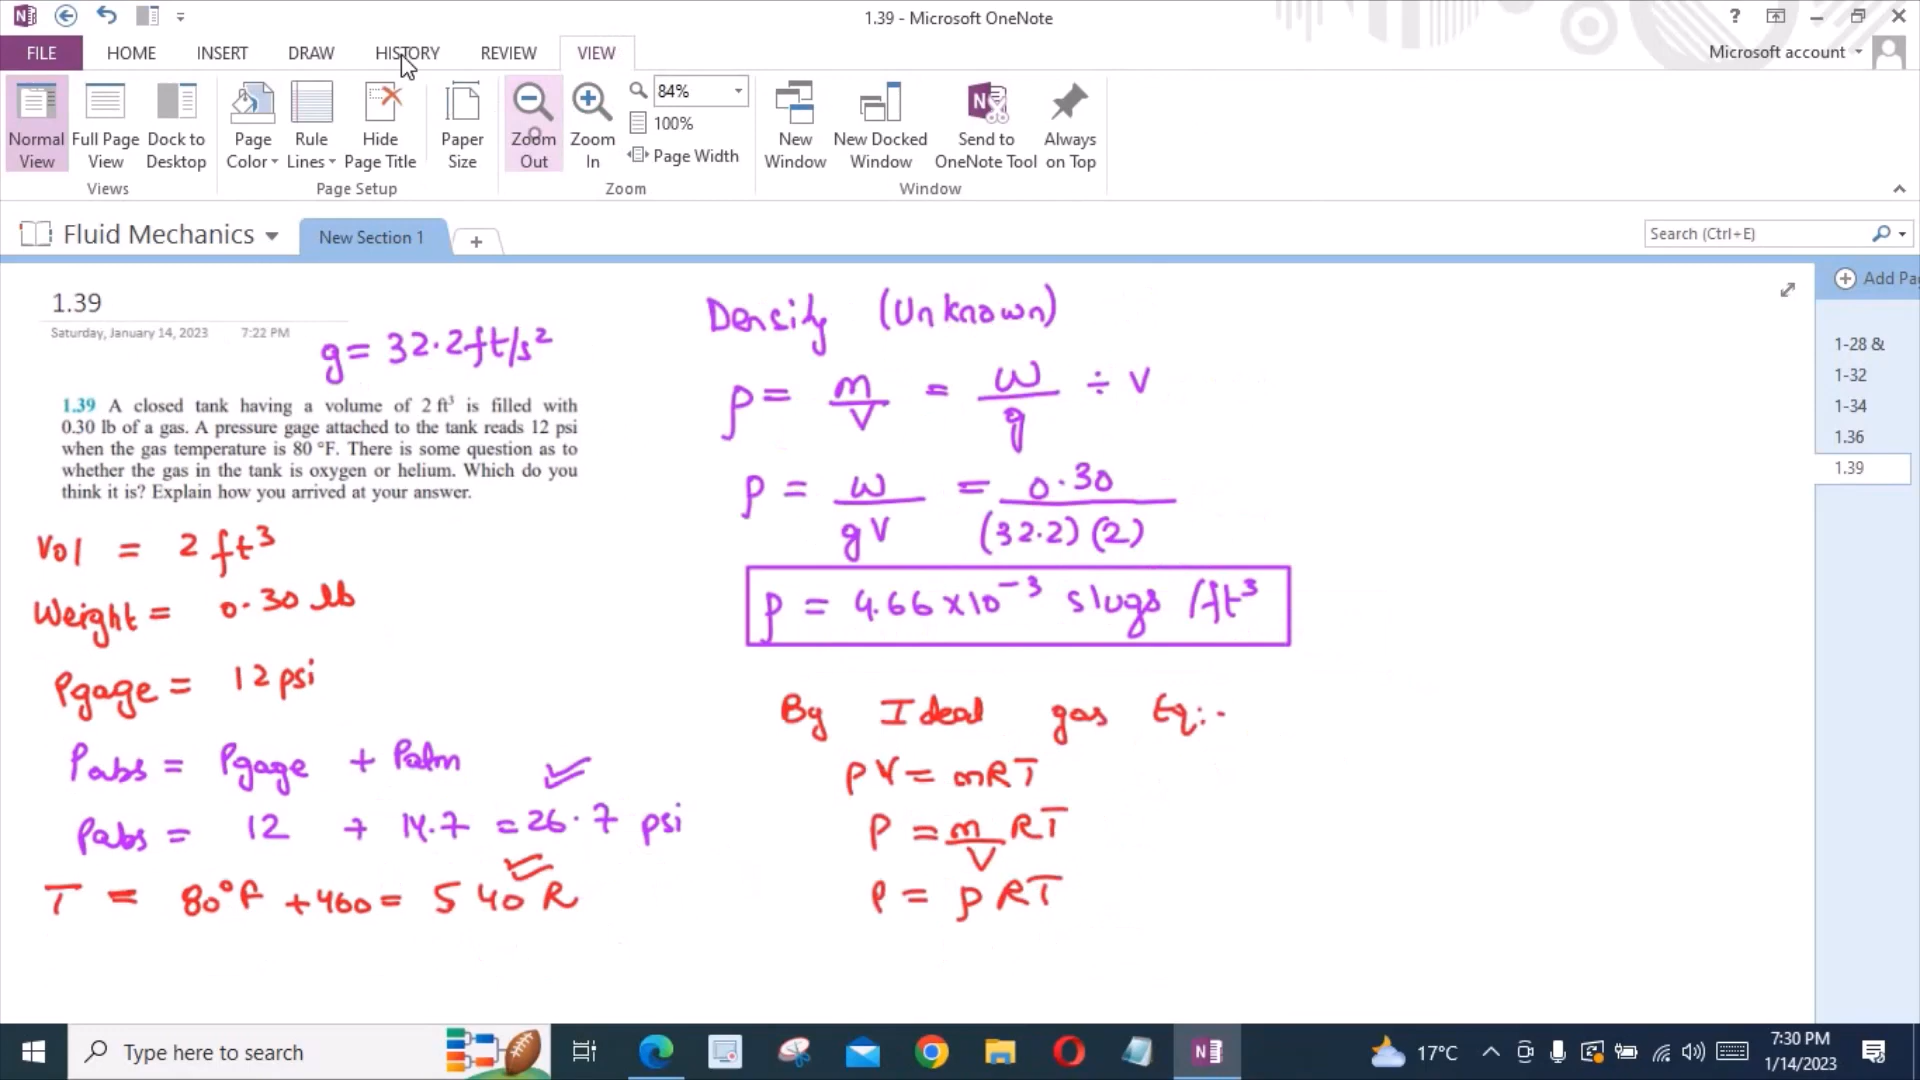 1.39 - Microsoft OneNote
?
FILE
HOME
INSERT
DRAW
HISTORY
REVIEW
VIEW
Microsoft account
Normal View
Full Page View
Dock to Desktop
Views
Page Color
Rule Lines
Hide Page Title
Paper Size
Page Setup
Zoom Out
Zoom In
84%
100%
Page Width
Zoom
New Window
New Docked Window
Send to OneNote Tool
Always on Top
Window
Fluid Mechanics
New Section 1
+
Search (Ctrl+E)
Add Pa
1-28 &
1-32
1-34
1.36
1.39
1.39
Saturday, January 14, 2023 7:22 PM
g = 32.2 ft/s²
1.39 A closed tank having a volume of 2 ft³ is filled with
0.30 lb of a gas. A pressure gage attached to the tank reads 12 psi
when the gas temperature is 80 °F. There is some question as to
whether the gas in the tank is oxygen or helium. Which do you
think it is? Explain how you arrived at your answer.
Vol = 2 ft³
Weight = 0.30 lb
Pgage = 12 psi
Pabs = Pgage + Patm
Pabs = 12 + 14.7 = 26.7 psi
T = 80°F + 460 = 540 R
Density (Unknown)
ρ = m/V = w/g ÷ V
ρ = w/gV = 0.30/(32.2)(2)
ρ = 4.66 × 10⁻³ slugs/ft³
By Ideal gas Eq:-
PV = mRT
P = m/V RT
P = ρRT
Type here to search
17°C
7:30 PM
1/14/2023